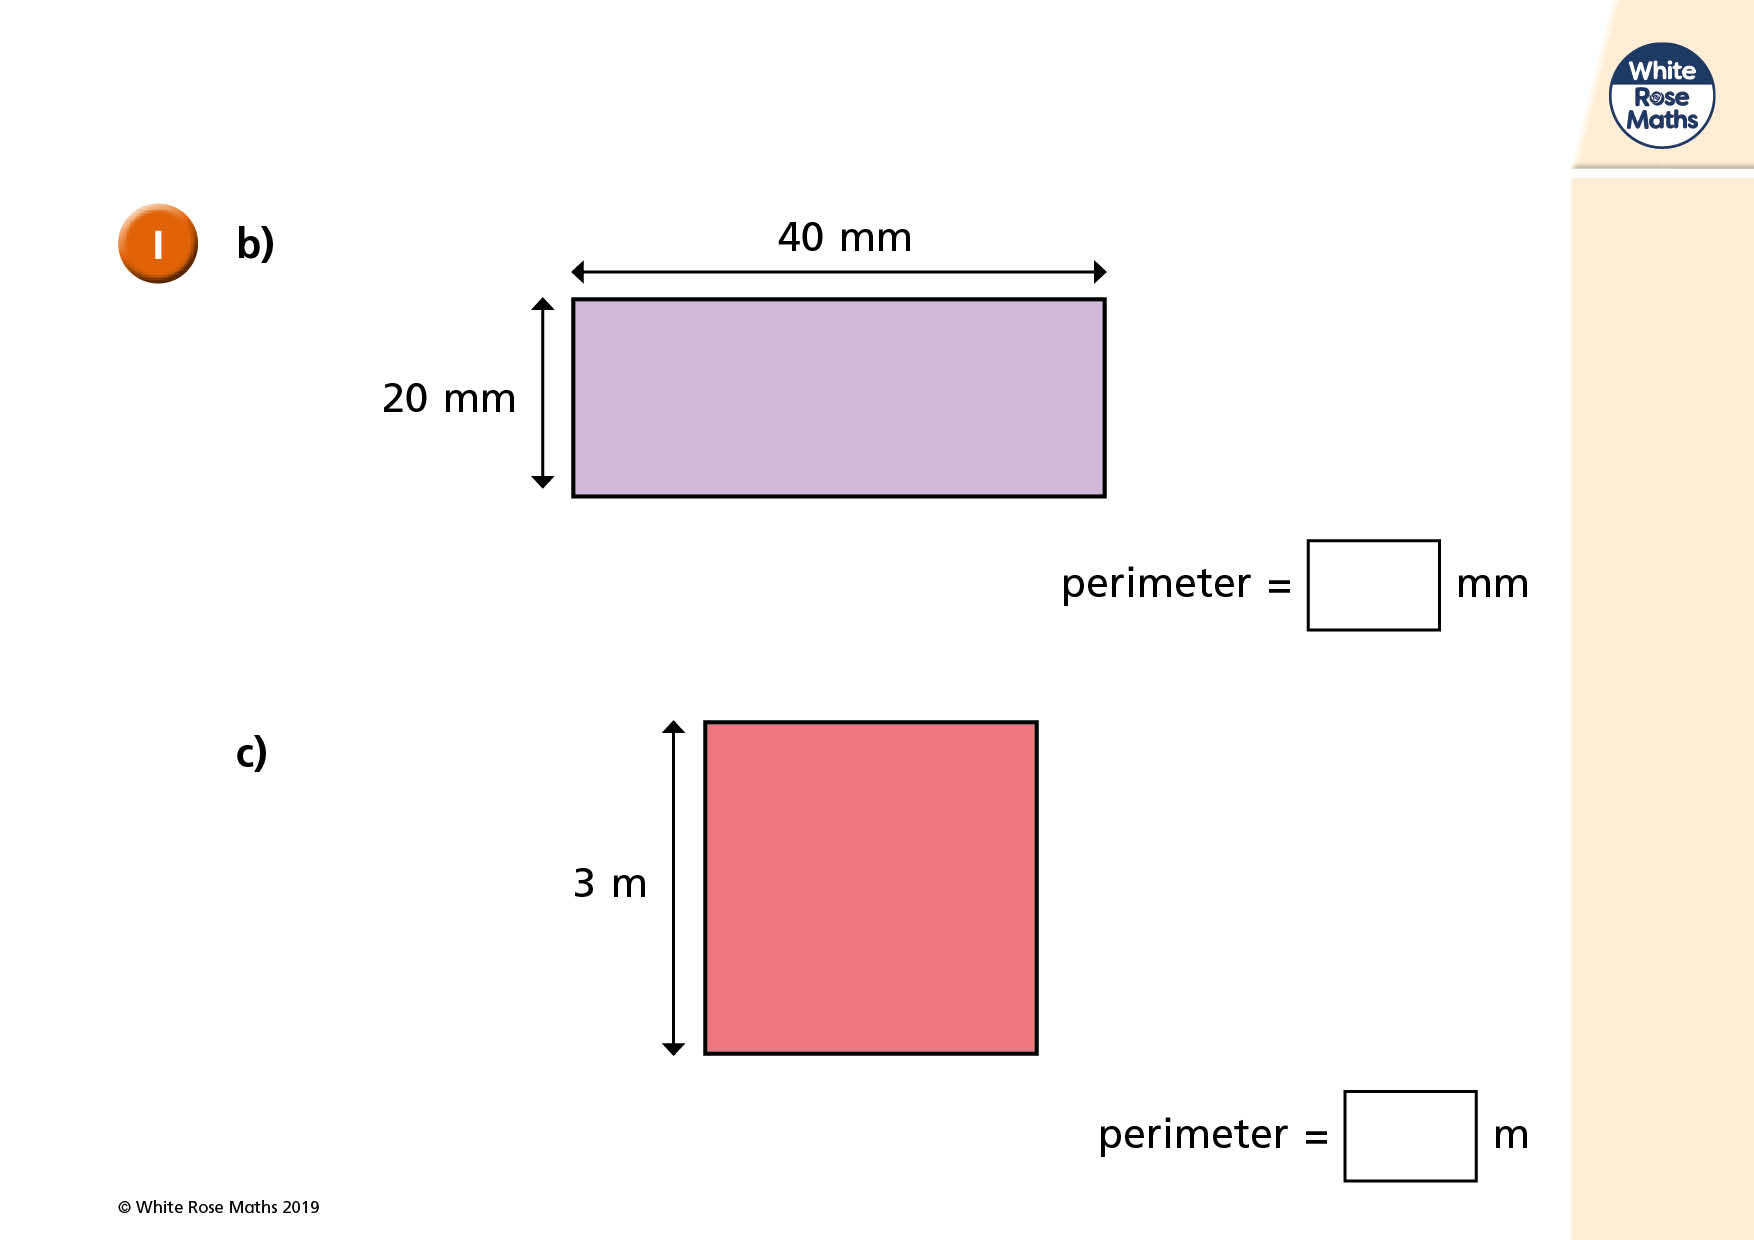 White
Rose
Maths
1 b)
40 mm
20 mm
perimeter = mm
c)
3 m
perimeter = m
© White Rose Maths 2019